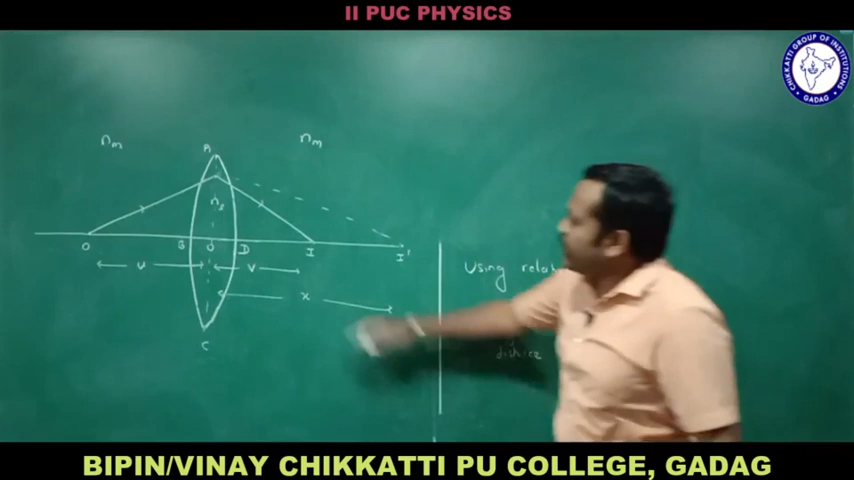 II PUC PHYSICS
CHIKKATTI GROUP OF INSTITUTIONS
GADAG
nm nm
A
n2
O B O D I I'
u v
x
C
Using
BIPIN/VINAY CHIKKATTI PU COLLEGE, GADAG